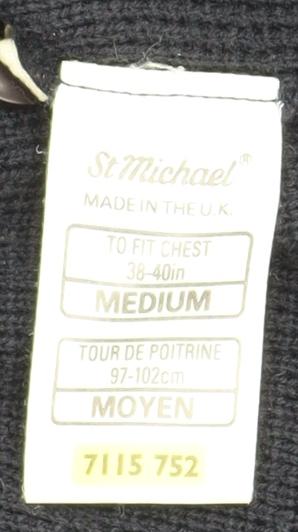 St Michael®
MADE IN THE U.K.
TO FIT CHEST
38-40in
MEDIUM
TOUR DE POITRINE
97-102cm
MOYEN
7115 752